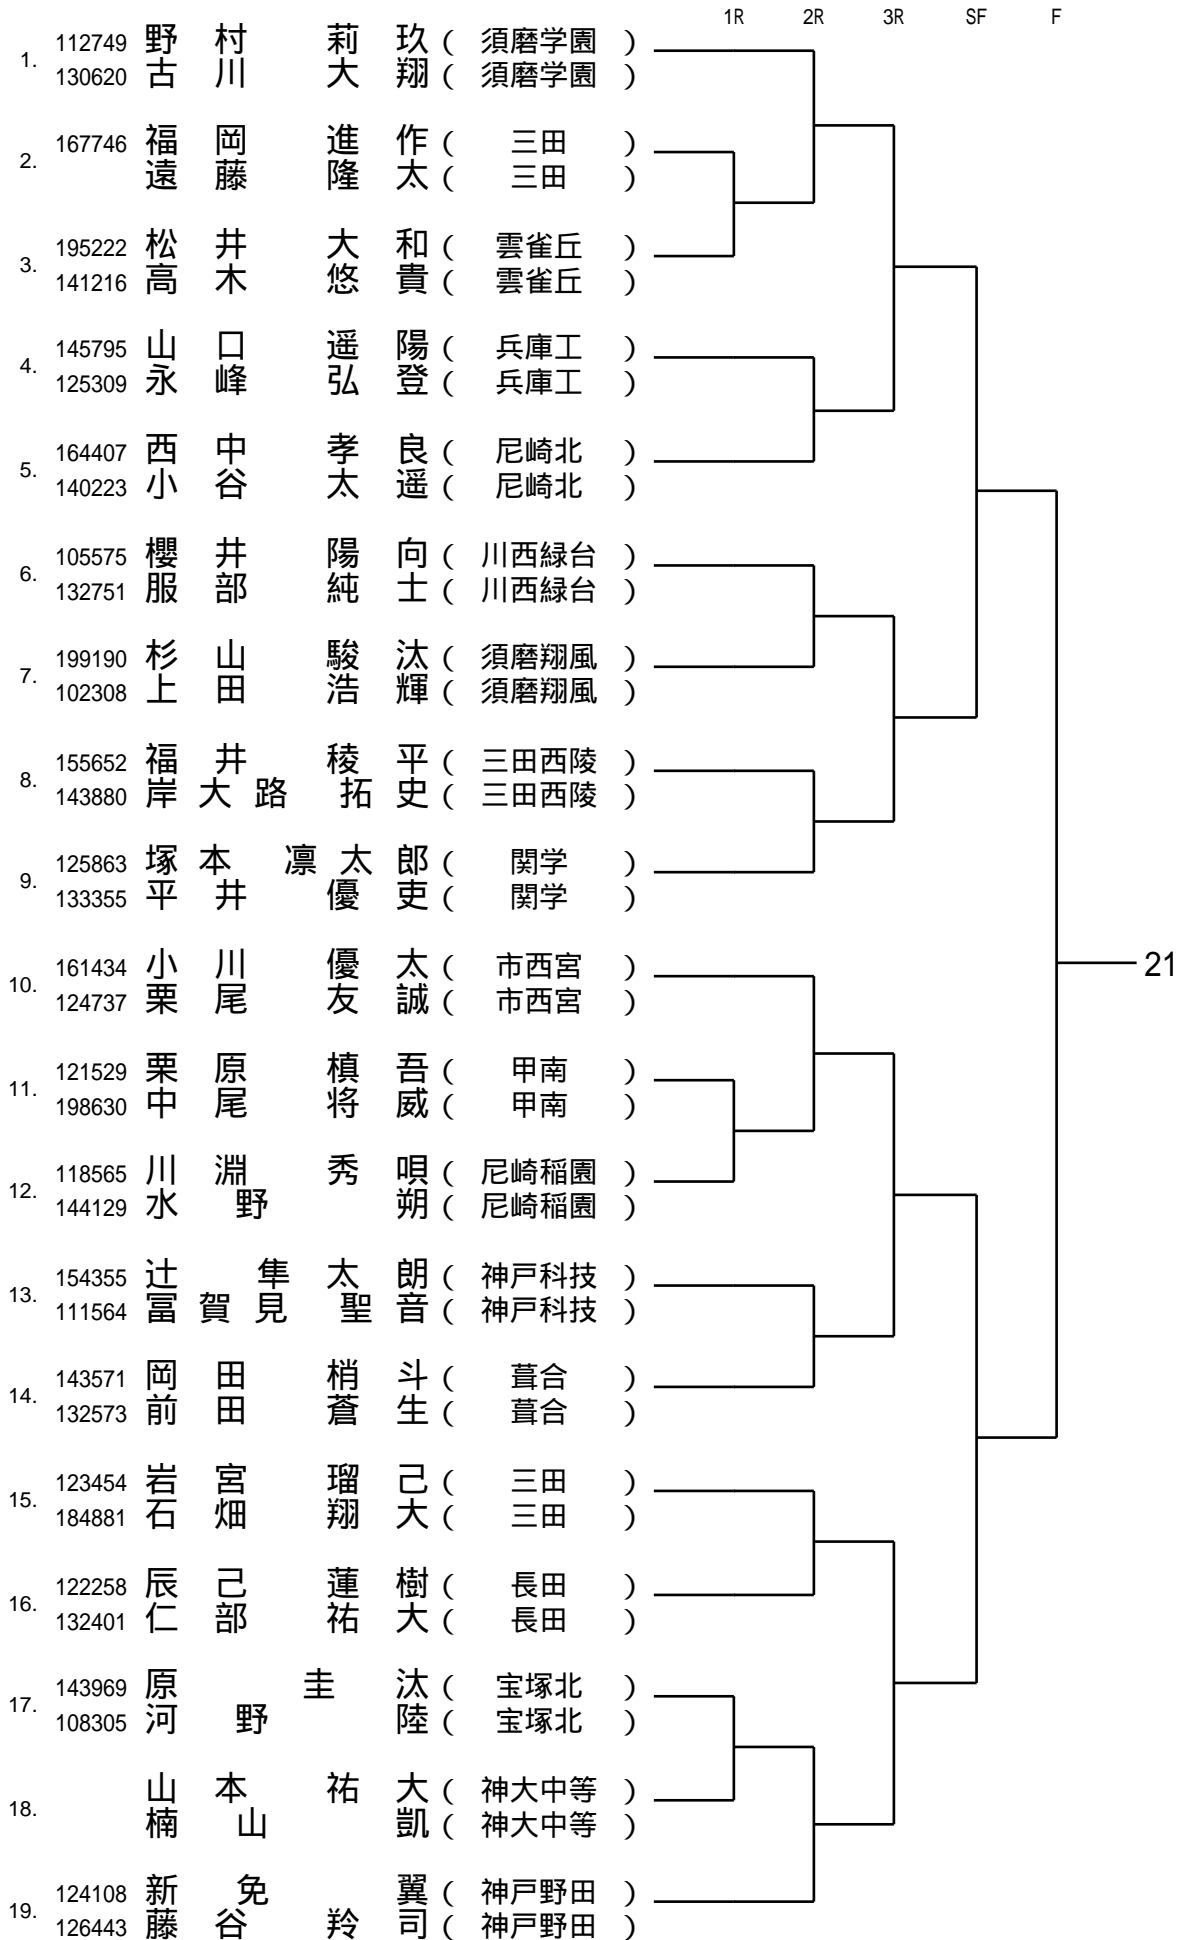 1R 2R 3R SF F
1. 112749 野村 莉玖 ( 須磨学園 )
130620 古川 大翔 ( 須磨学園 )
2. 167746 福岡 進作 ( 三田 )
遠藤 隆太 ( 三田 )
3. 195222 松井 大和 ( 雲雀丘 )
141216 高木 悠貴 ( 雲雀丘 )
4. 145795 山口 遥陽 ( 兵庫工 )
125309 永峰 弘登 ( 兵庫工 )
5. 164407 西中 孝良 ( 尼崎北 )
140223 小谷 太遥 ( 尼崎北 )
6. 105575 櫻井 陽向 ( 川西緑台 )
132751 服部 純士 ( 川西緑台 )
7. 199190 杉山 駿汰 ( 須磨翔風 )
102308 上田 浩輝 ( 須磨翔風 )
8. 155652 福井 稜平 ( 三田西陵 )
143880 岸大路 拓史 ( 三田西陵 )
9. 125863 塚本 凛太郎 ( 関学 )
133355 平井 優吏 ( 関学 )
10. 161434 小川 優太 ( 市西宮 )
124737 栗尾 友誠 ( 市西宮 )
11. 121529 栗原 槙吾 ( 甲南 )
198630 中尾 将威 ( 甲南 )
12. 118565 川淵 秀唄 ( 尼崎稲園 )
144129 水野 朔 ( 尼崎稲園 )
13. 154355 辻 隼太朗 ( 神戸科技 )
111564 冨賀見 聖音 ( 神戸科技 )
14. 143571 岡田 梢斗 ( 葺合 )
132573 前田 蒼生 ( 葺合 )
15. 123454 岩宮 瑠己 ( 三田 )
184881 石畑 翔大 ( 三田 )
16. 122258 辰己 蓮樹 ( 長田 )
132401 仁部 祐大 ( 長田 )
17. 143969 原 圭汰 ( 宝塚北 )
108305 河野 陸 ( 宝塚北 )
18. 山本 祐大 ( 神大中等 )
楠山 凱 ( 神大中等 )
19. 124108 新免 翼 ( 神戸野田 )
126443 藤谷 羚司 ( 神戸野田 )
21